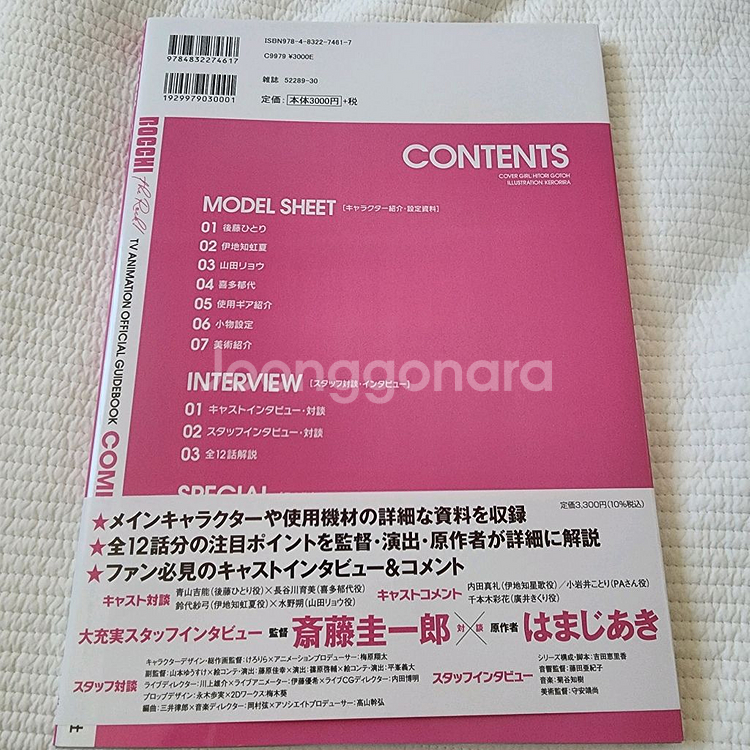 ISBN978-4-8322-7461-7
C9979 ¥3000E
9784832274617
雑誌 52289-30
1929979030001
定価:本体3000円+税
BOCCHI the Rock! TV ANIMATION OFFICIAL GUIDEBOOK COMP
CONTENTS
COVER GIRL HITORI GOTOH
ILLUSTRATION KERORIRA
MODEL SHEET [キャラクター紹介・設定資料]
01 後藤ひとり
02 伊地知虹夏
03 山田リョウ
04 喜多郁代
05 使用ギア紹介
06 小物設定
07 美術紹介
joonggonara
INTERVIEW [スタッフ対談・インタビュー]
01 キャストインタビュー・対談
02 スタッフインタビュー・対談
03 全12話解説
SPECIAL
定価3,300円(10%税込)
★メインキャラクターや使用機材の詳細な資料を収録
★全12話分の注目ポイントを監督・演出・原作者が詳細に解説
★ファン必見のキャストインタビュー&コメント
キャスト対談 青山吉能(後藤ひとり役)×長谷川育美(喜多郁代役)
鈴代紗弓(伊地知虹夏役)×水野朔(山田リョウ役)
キャストコメント 内田真礼(伊地知星歌役)/小岩井ことり(PAさん役)
千本木彩花(廣井きくり役)
大充実スタッフインタビュー 監督 斎藤圭一郎 対×談 原作者 はまじあき
スタッフ対談 キャラクターデザイン・総作画監督:けろりら×アニメーションプロデューサー:梅原翔太
副監督:山本ゆうすけ×絵コンテ・演出:藤原佳幸×演出:篠原啓輔×絵コンテ・演出:平峯義大
ライブディレクター:川上雄介×ライブアニメーター:伊藤優希×ライブCGディレクター:内田博明
プロップデザイン:永木歩実×2Dワークス:梅木葵
編曲:三井律郎×音楽ディレクター:岡村弦×アソシエイトプロデューサー:高山幹弘
スタッフインタビュー シリーズ構成・脚本:吉田恵里香
音響監督:藤田亜紀子
音楽:菊谷知樹
美術監督:守安靖尚